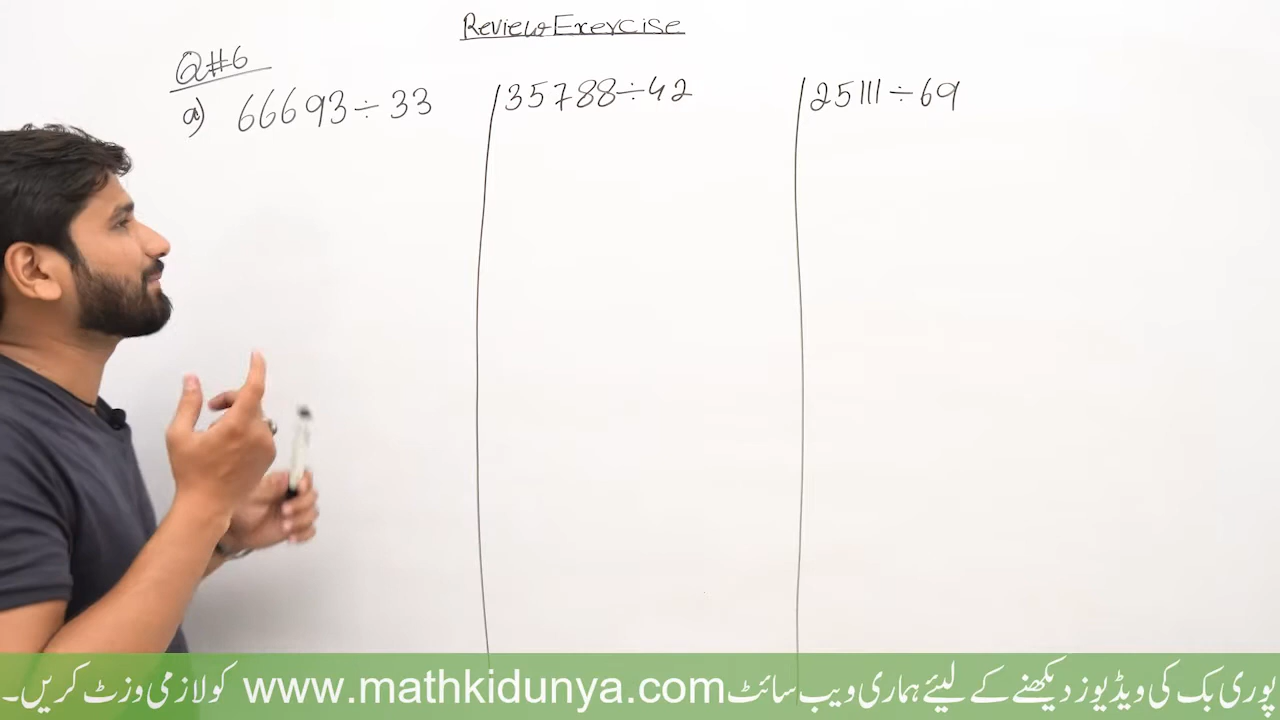 Review Exercise
Q#6
a) 66693÷33
35788÷42
25111÷69
پوری بک کی ویڈیوز دیکھنے کے لیئے ہماری ویب سائٹ www.mathkidunya.com کو لازمی وزٹ کریں۔